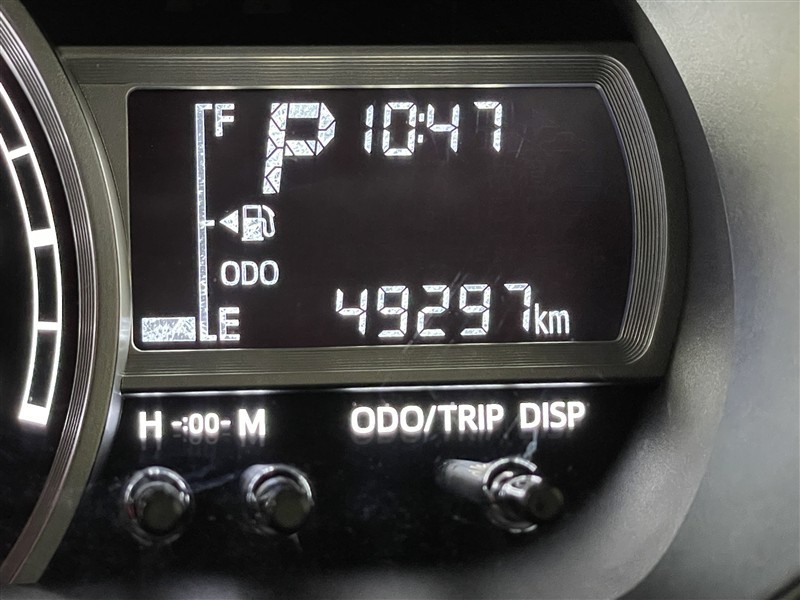 F P 10:47
ODO
E 49297km
H -:00- M ODO/TRIP DISP